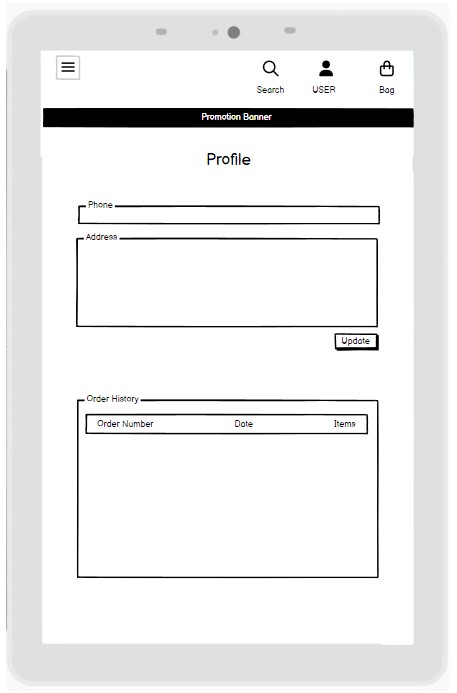 Search USER Bag
Promotion Banner
Profile
Phone
Address
Update
Order History
Order Number Date Items